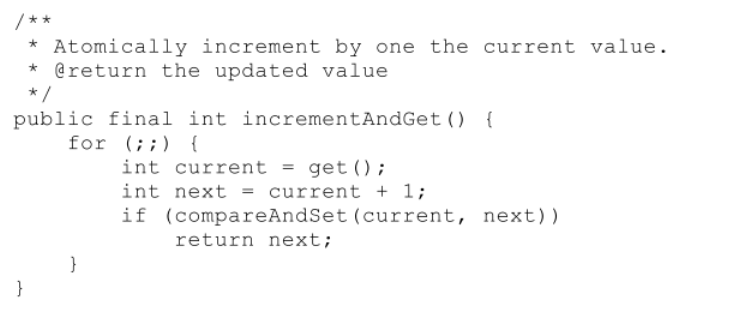 /**
 * Atomically increment by one the current value.
 * @return the updated value
 */
public final int incrementAndGet() {
    for (;;) {
        int current = get();
        int next = current + 1;
        if (compareAndSet(current, next))
            return next;
    }
}